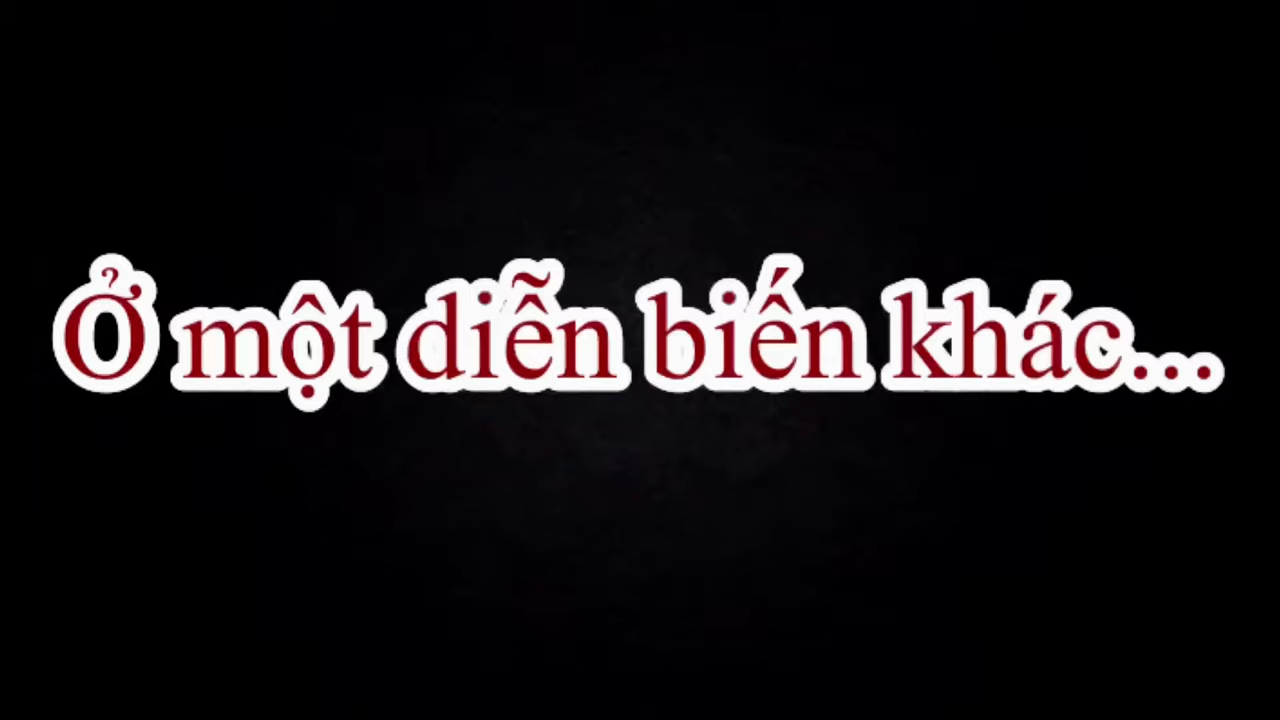 Ở một diễn biến khác...